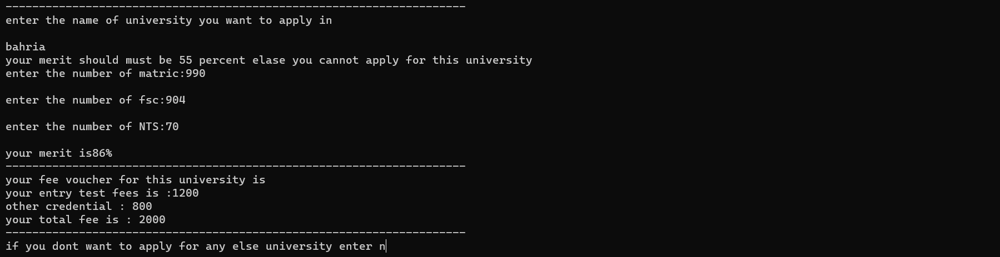 ---------------------------------------------------------------------
enter the name of university you want to apply in
bahria
your merit should must be 55 percent elase you cannot apply for this university
enter the number of matric:990
enter the number of fsc:904
enter the number of NTS:70
your merit is86%
---------------------------------------------------------------------
your fee voucher for this university is
your entry test fees is :1200
other credential : 800
your total fee is : 2000
---------------------------------------------------------------------
if you dont want to apply for any else university enter n